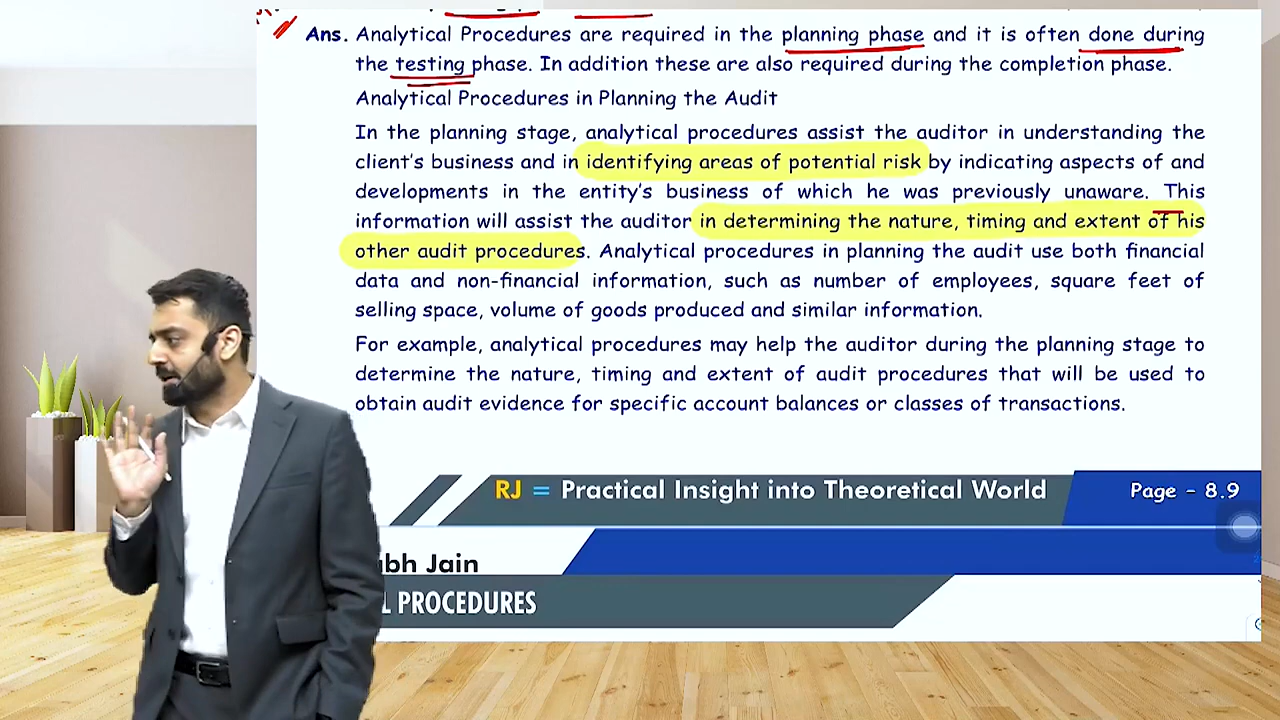 Ans. Analytical Procedures are required in the planning phase and it is often done during
the testing phase. In addition these are also required during the completion phase.
Analytical Procedures in Planning the Audit
In the planning stage, analytical procedures assist the auditor in understanding the
client's business and in identifying areas of potential risk by indicating aspects of and
developments in the entity's business of which he was previously unaware. This
information will assist the auditor in determining the nature, timing and extent of his
other audit procedures. Analytical procedures in planning the audit use both financial
data and non-financial information, such as number of employees, square feet of
selling space, volume of goods produced and similar information.
For example, analytical procedures may help the auditor during the planning stage to
determine the nature, timing and extent of audit procedures that will be used to
obtain audit evidence for specific account balances or classes of transactions.
RJ = Practical Insight into Theoretical World
Page - 8.9
bh Jain
PROCEDURES